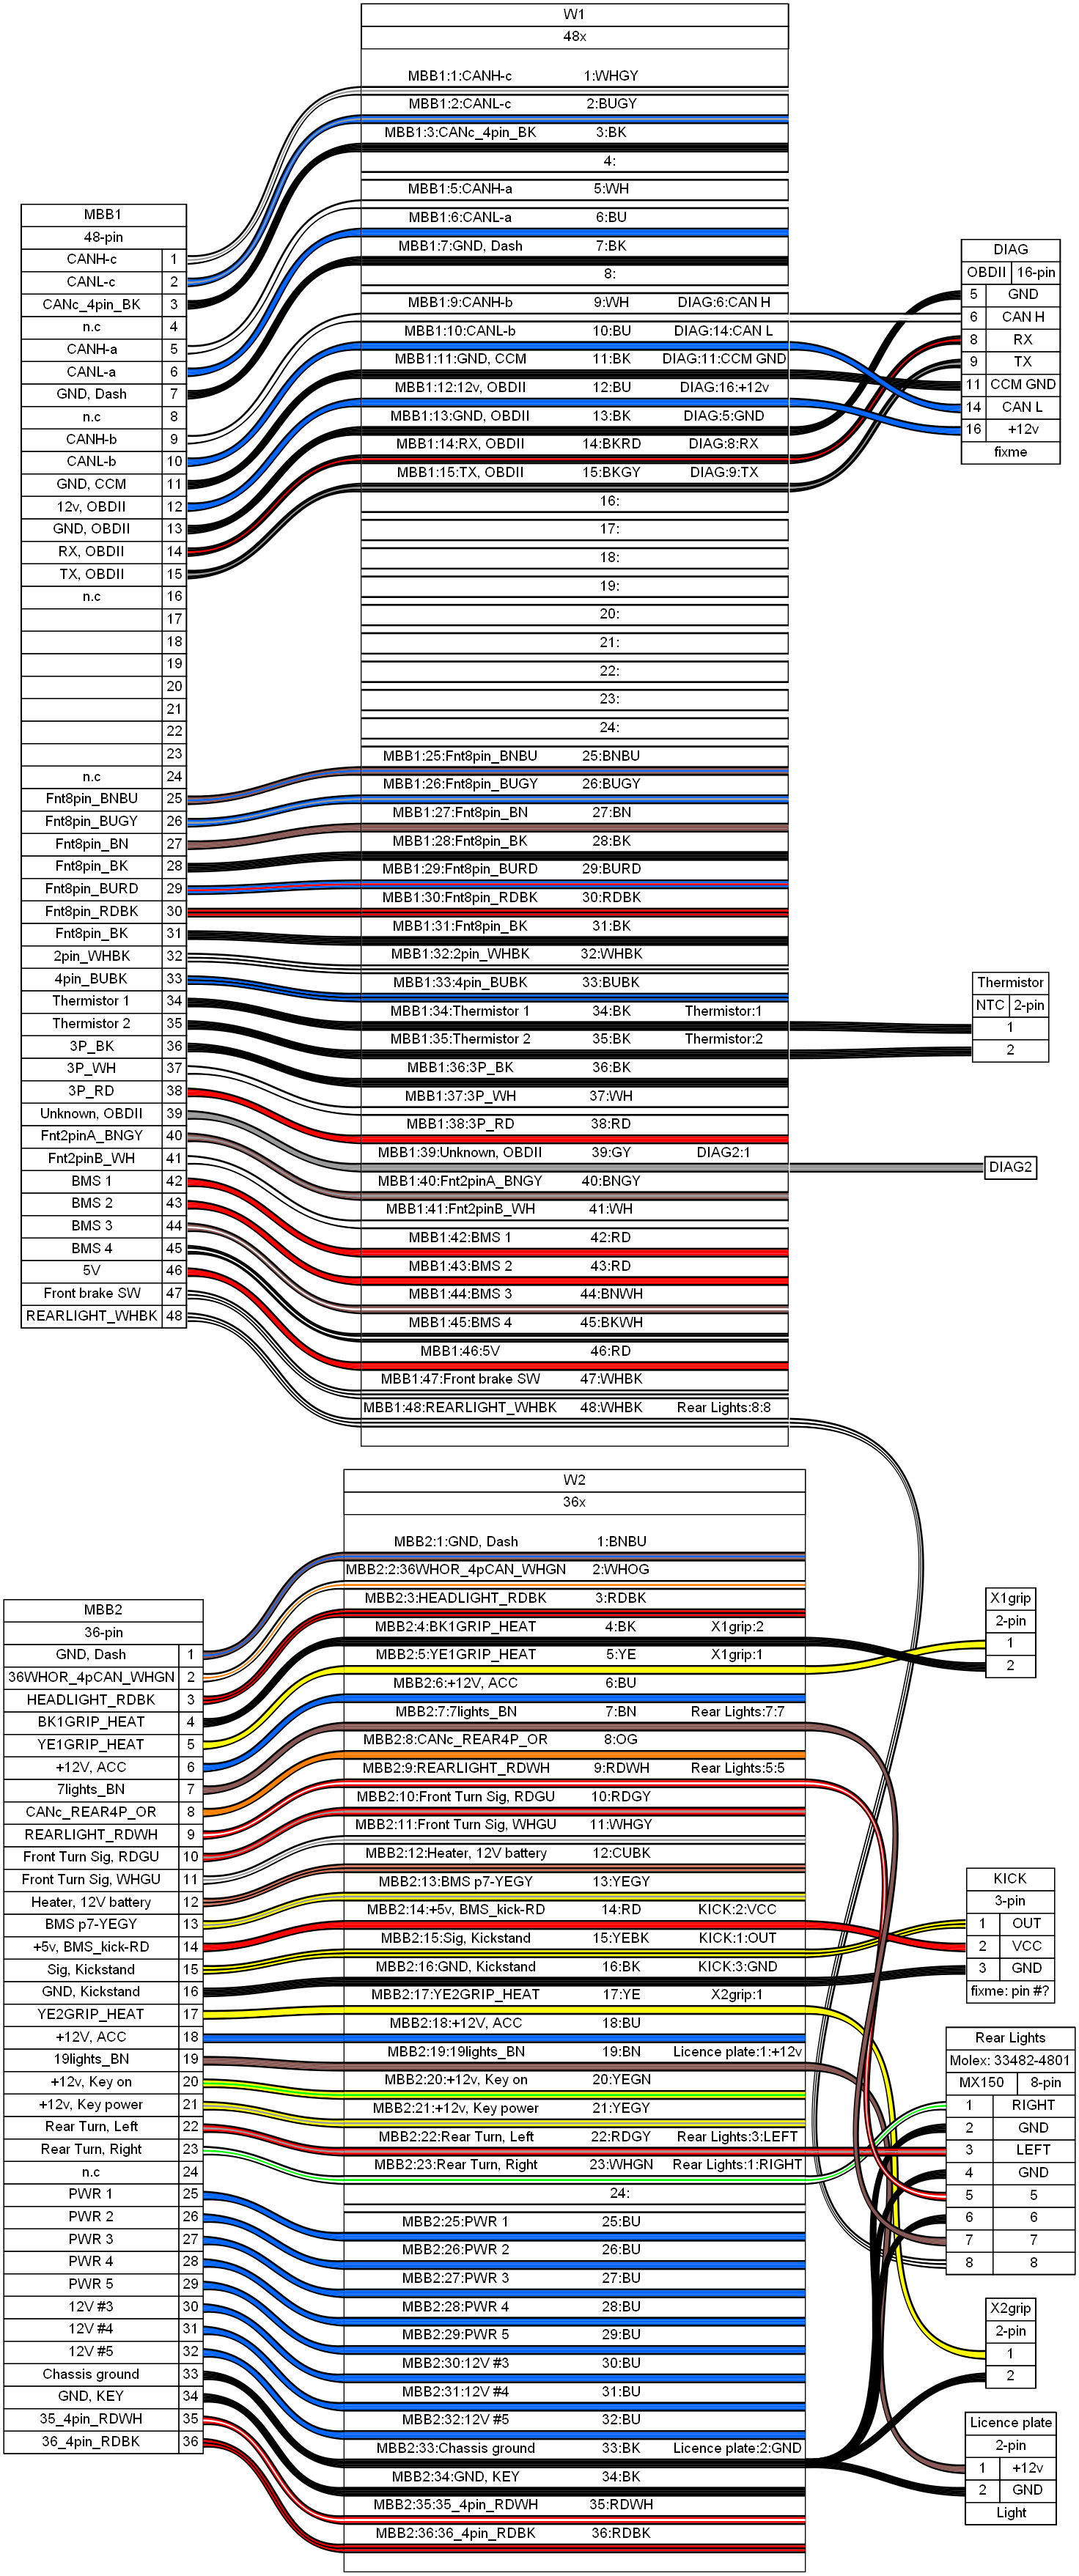 W1
48x
MBB1:1:CANH-c 1:WHGY
MBB1:2:CANL-c 2:BUGY
MBB1:3:CANc_4pin_BK 3:BK
4:
MBB1:5:CANH-a 5:WH
MBB1:6:CANL-a 6:BU
MBB1:7:GND, Dash 7:BK
8:
MBB1:9:CANH-b 9:WH DIAG:6:CAN H
MBB1:10:CANL-b 10:BU DIAG:14:CAN L
MBB1:11:GND, CCM 11:BK DIAG:11:CCM GND
MBB1:12:12v, OBDII 12:BU DIAG:16:+12v
MBB1:13:GND, OBDII 13:BK DIAG:5:GND
MBB1:14:RX, OBDII 14:BKRD DIAG:8:RX
MBB1:15:TX, OBDII 15:BKGY DIAG:9:TX
16:
17:
18:
19:
20:
21:
22:
23:
24:
MBB1:25:Fnt8pin_BNBU 25:BNBU
MBB1:26:Fnt8pin_BUGY 26:BUGY
MBB1:27:Fnt8pin_BN 27:BN
MBB1:28:Fnt8pin_BK 28:BK
MBB1:29:Fnt8pin_BURD 29:BURD
MBB1:30:Fnt8pin_RDBK 30:RDBK
MBB1:31:Fnt8pin_BK 31:BK
MBB1:32:2pin_WHBK 32:WHBK
MBB1:33:4pin_BUBK 33:BUBK
MBB1:34:Thermistor 1 34:BK Thermistor:1
MBB1:35:Thermistor 2 35:BK Thermistor:2
MBB1:36:3P_BK 36:BK
MBB1:37:3P_WH 37:WH
MBB1:38:3P_RD 38:RD
MBB1:39:Unknown, OBDII 39:GY DIAG2:1
MBB1:40:Fnt2pinA_BNGY 40:BNGY
MBB1:41:Fnt2pinB_WH 41:WH
MBB1:42:BMS 1 42:RD
MBB1:43:BMS 2 43:RD
MBB1:44:BMS 3 44:BNWH
MBB1:45:BMS 4 45:BKWH
MBB1:46:5V 46:RD
MBB1:47:Front brake SW 47:WHBK
MBB1:48:REARLIGHT_WHBK 48:WHBK Rear Lights:8:8
MBB1
48-pin
CANH-c 1
CANL-c 2
CANc_4pin_BK 3
n.c 4
CANH-a 5
CANL-a 6
GND, Dash 7
n.c 8
CANH-b 9
CANL-b 10
GND, CCM 11
12v, OBDII 12
GND, OBDII 13
RX, OBDII 14
TX, OBDII 15
n.c 16
17
18
19
20
21
22
23
n.c 24
Fnt8pin_BNBU 25
Fnt8pin_BUGY 26
Fnt8pin_BN 27
Fnt8pin_BK 28
Fnt8pin_BURD 29
Fnt8pin_RDBK 30
Fnt8pin_BK 31
2pin_WHBK 32
4pin_BUBK 33
Thermistor 1 34
Thermistor 2 35
3P_BK 36
3P_WH 37
3P_RD 38
Unknown, OBDII 39
Fnt2pinA_BNGY 40
Fnt2pinB_WH 41
BMS 1 42
BMS 2 43
BMS 3 44
BMS 4 45
5V 46
Front brake SW 47
REARLIGHT_WHBK 48
DIAG
OBDII 16-pin
5 GND
6 CAN H
8 RX
9 TX
11 CCM GND
14 CAN L
16 +12v
fixme
Thermistor
NTC 2-pin
1
2
DIAG2
W2
36x
MBB2:1:GND, Dash 1:BNBU
MBB2:2:36WHOR_4pCAN_WHGN 2:WHOG
MBB2:3:HEADLIGHT_RDBK 3:RDBK
MBB2:4:BK1GRIP_HEAT 4:BK X1grip:2
MBB2:5:YE1GRIP_HEAT 5:YE X1grip:1
MBB2:6:+12V, ACC 6:BU
MBB2:7:7lights_BN 7:BN Rear Lights:7:7
MBB2:8:CANc_REAR4P_OR 8:OG
MBB2:9:REARLIGHT_RDWH 9:RDWH Rear Lights:5:5
MBB2:10:Front Turn Sig, RDGU 10:RDGY
MBB2:11:Front Turn Sig, WHGU 11:WHGY
MBB2:12:Heater, 12V battery 12:CUBK
MBB2:13:BMS p7-YEGY 13:YEGY
MBB2:14:+5v, BMS_kick-RD 14:RD KICK:2:VCC
MBB2:15:Sig, Kickstand 15:YEBK KICK:1:OUT
MBB2:16:GND, Kickstand 16:BK KICK:3:GND
MBB2:17:YE2GRIP_HEAT 17:YE X2grip:1
MBB2:18:+12V, ACC 18:BU
MBB2:19:19lights_BN 19:BN Licence plate:1:+12v
MBB2:20:+12v, Key on 20:YEGN
MBB2:21:+12v, Key power 21:YEGY
MBB2:22:Rear Turn, Left 22:RDGY Rear Lights:3:LEFT
MBB2:23:Rear Turn, Right 23:WHGN Rear Lights:1:RIGHT
24:
MBB2:25:PWR 1 25:BU
MBB2:26:PWR 2 26:BU
MBB2:27:PWR 3 27:BU
MBB2:28:PWR 4 28:BU
MBB2:29:PWR 5 29:BU
MBB2:30:12V #3 30:BU
MBB2:31:12V #4 31:BU
MBB2:32:12V #5 32:BU
MBB2:33:Chassis ground 33:BK Licence plate:2:GND
MBB2:34:GND, KEY 34:BK
MBB2:35:35_4pin_RDWH 35:RDWH
MBB2:36:36_4pin_RDBK 36:RDBK
MBB2
36-pin
GND, Dash 1
36WHOR_4pCAN_WHGN 2
HEADLIGHT_RDBK 3
BK1GRIP_HEAT 4
YE1GRIP_HEAT 5
+12V, ACC 6
7lights_BN 7
CANc_REAR4P_OR 8
REARLIGHT_RDWH 9
Front Turn Sig, RDGU 10
Front Turn Sig, WHGU 11
Heater, 12V battery 12
BMS p7-YEGY 13
+5v, BMS_kick-RD 14
Sig, Kickstand 15
GND, Kickstand 16
YE2GRIP_HEAT 17
+12V, ACC 18
19lights_BN 19
+12v, Key on 20
+12v, Key power 21
Rear Turn, Left 22
Rear Turn, Right 23
n.c 24
PWR 1 25
PWR 2 26
PWR 3 27
PWR 4 28
PWR 5 29
12V #3 30
12V #4 31
12V #5 32
Chassis ground 33
GND, KEY 34
35_4pin_RDWH 35
36_4pin_RDBK 36
X1grip
2-pin
1
2
KICK
3-pin
1 OUT
2 VCC
3 GND
fixme: pin #?
Rear Lights
Molex: 33482-4801
MX150 8-pin
1 RIGHT
2 GND
3 LEFT
4 GND
5 5
6 6
7 7
8 8
X2grip
2-pin
1
2
Licence plate
2-pin
1 +12v
2 GND
Light